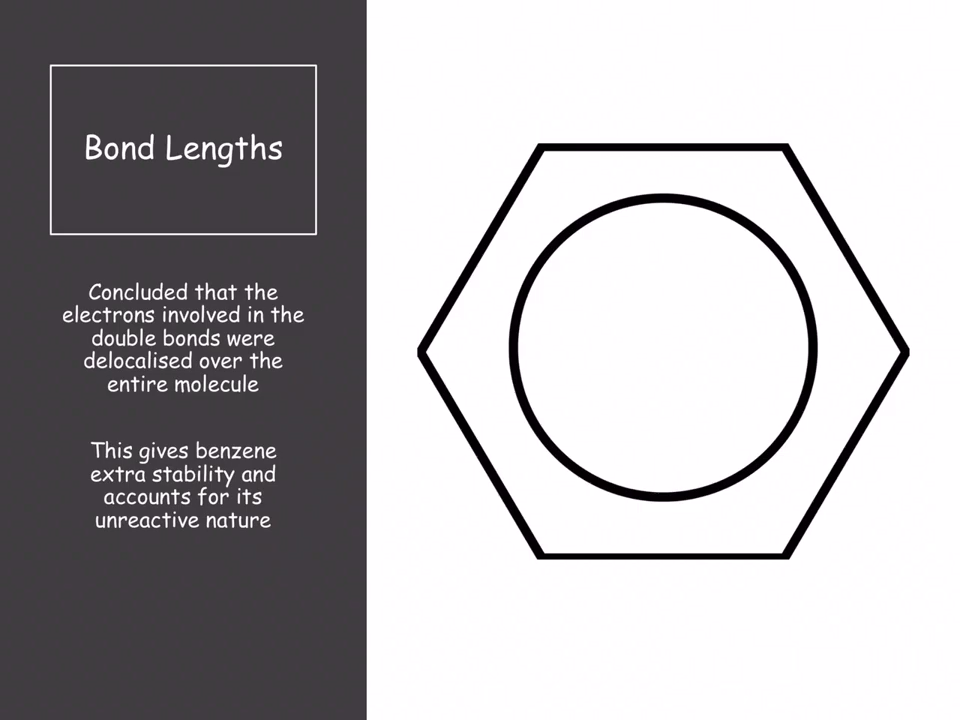 Bond Lengths
Concluded that the
electrons involved in the
double bonds were
delocalised over the
entire molecule
This gives benzene
extra stability and
accounts for its
unreactive nature